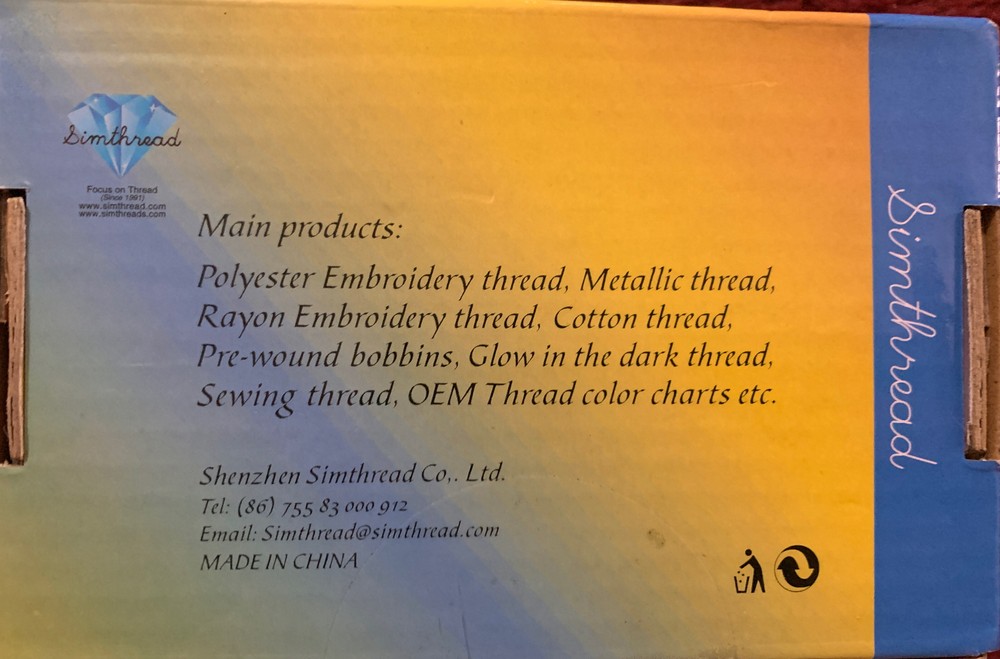 Simthread
Focus on Thread
(Since 1991)
www.simthread.com
www.simthreads.com
Main products:
Polyester Embroidery thread, Metallic thread,
Rayon Embroidery thread, Cotton thread,
Pre-wound bobbins, Glow in the dark thread,
Sewing thread, OEM Thread color charts etc.
Shenzhen Simthread Co,. Ltd.
Tel: (86) 755 83 000 912
Email: Simthread@simthread.com
MADE IN CHINA
Simthread